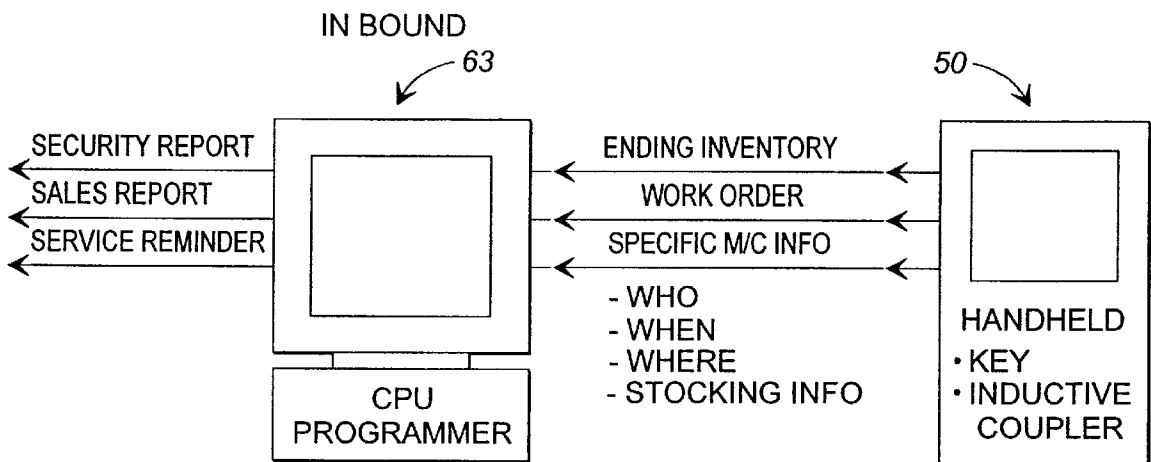 IN BOUND
63
50
SECURITY REPORT
SALES REPORT
SERVICE REMINDER
ENDING INVENTORY
WORK ORDER
SPECIFIC M/C INFO
- WHO
- WHEN
- WHERE
- STOCKING INFO
CPU
PROGRAMMER
HANDHELD
• KEY
• INDUCTIVE
COUPLER